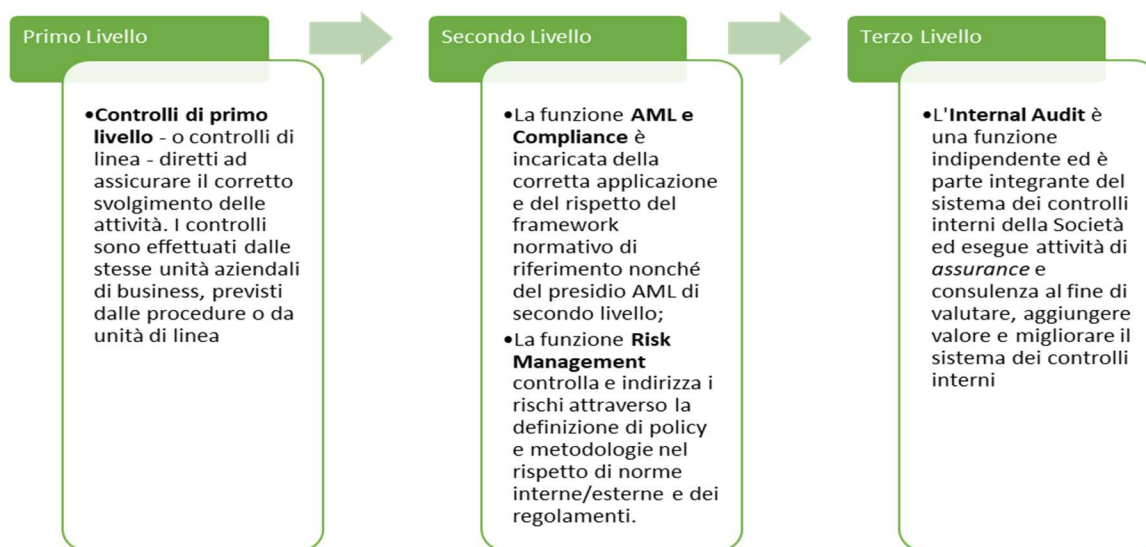 Primo Livello
•Controlli di primo
livello - o controlli di
linea - diretti ad
assicurare il corretto
svolgimento delle
attività. I controlli
sono effettuati dalle
stesse unità aziendali
di business, previsti
dalle procedure o da
unità di linea
Secondo Livello
•La funzione AML e
Compliance è
incaricata della
corretta applicazione
e del rispetto del
framework
normativo di
riferimento nonché
del presidio AML di
secondo livello;
•La funzione Risk
Management
controlla e indirizza i
rischi attraverso la
definizione di policy
e metodologie nel
rispetto di norme
interne/esterne e dei
regolamenti.
Terzo Livello
•L'Internal Audit è
una funzione
indipendente ed è
parte integrante del
sistema dei controlli
interni della Società
ed esegue attività di
assurance e
consulenza al fine di
valutare, aggiungere
valore e migliorare il
sistema dei controlli
interni